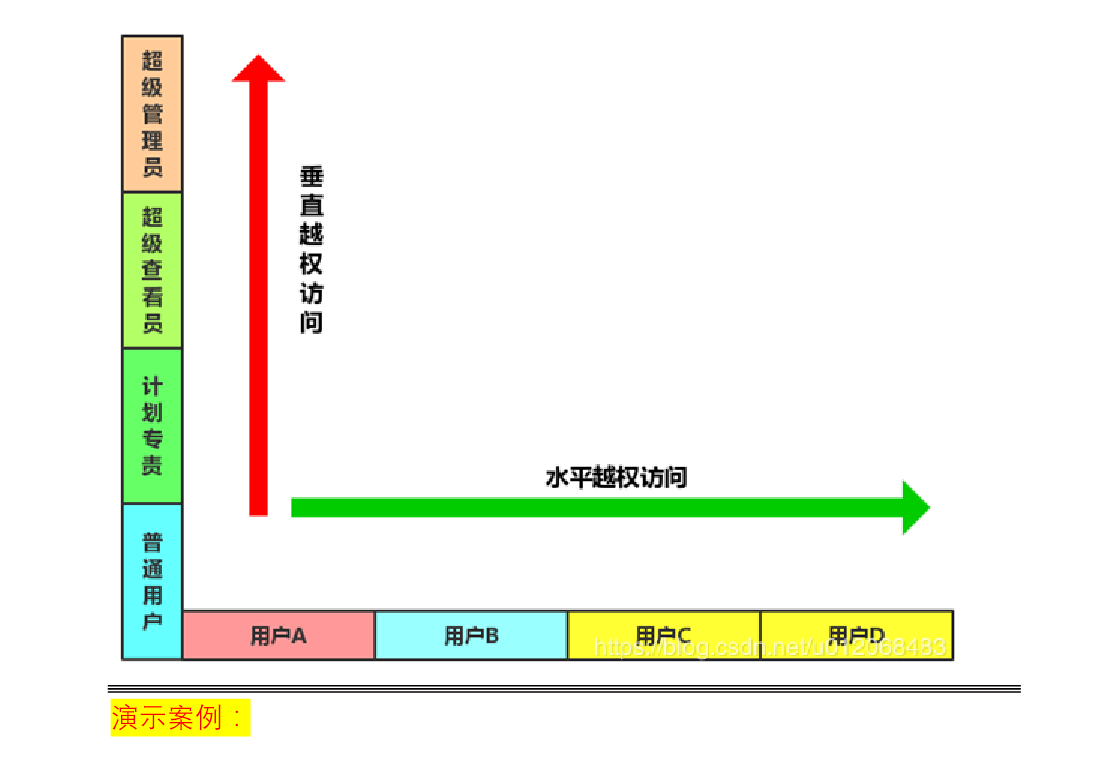 超级管理员
超级查看员
计划专责
普通用户
垂直越权访问
水平越权访问
用户A
用户B
用户C
用户D
https://blog.csdn.net/u012068483
演示案例：